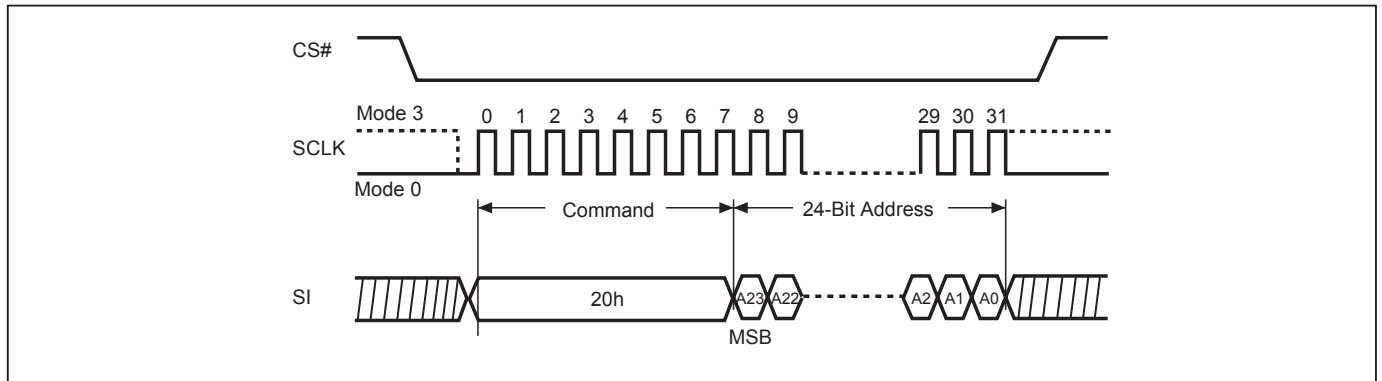 CS#
Mode 3
0 1 2 3 4 5 6 7 8 9 29 30 31
SCLK
Mode 0
Command 24-Bit Address
SI 20h A23 A22 A2 A1 A0
MSB